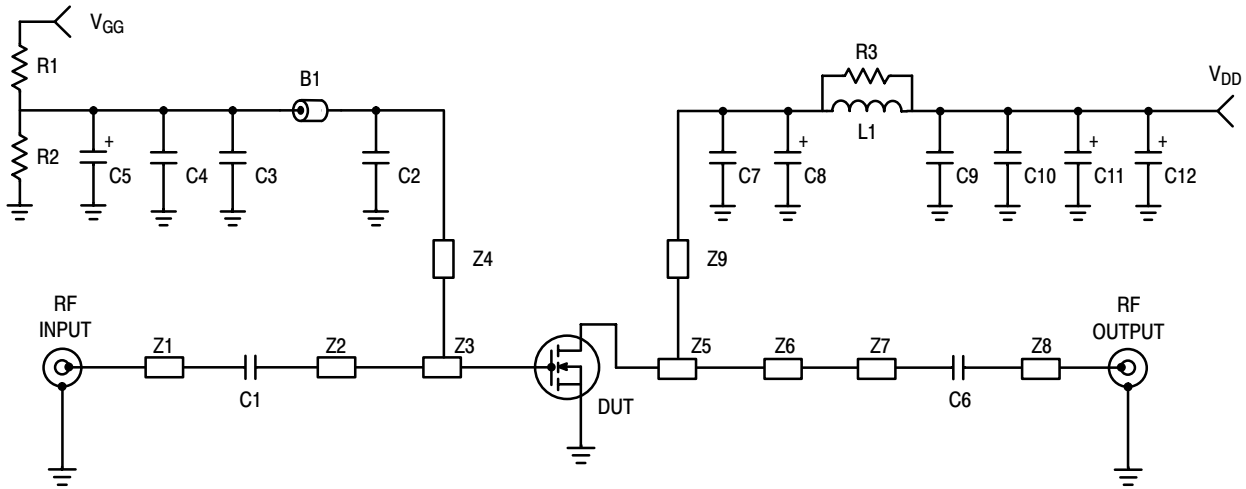 VGG
R1
R2
B1
+
C5
C4
C3
C2
R3
L1
VDD
C7
+
C8
C9
C10
+
C11
+
C12
Z4
Z9
RF
INPUT
Z1
C1
Z2
Z3
DUT
Z5
Z6
Z7
C6
Z8
RF
OUTPUT